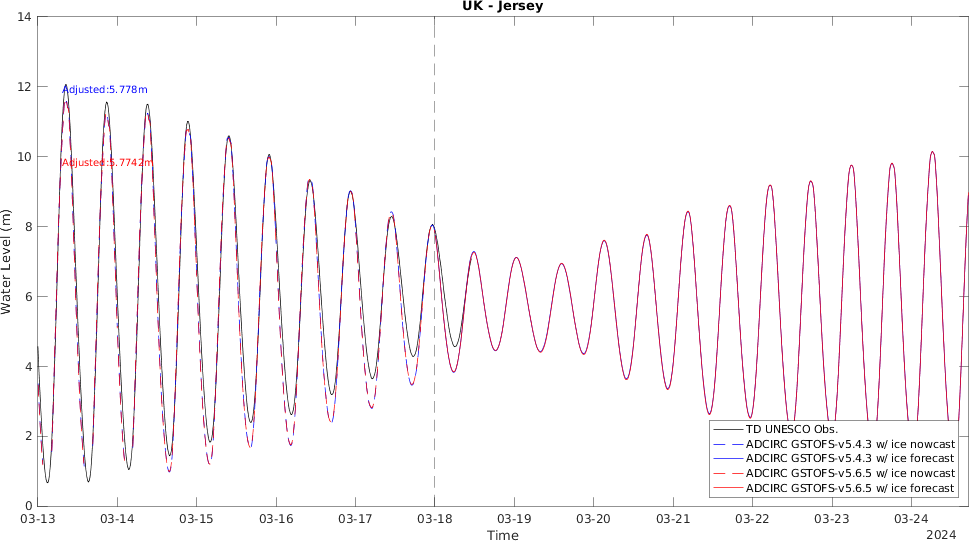 UK - Jersey
14
12
10
8
6
4
2
0
Water Level (m)
Adjusted:5.778m
Adjusted:5.7742m
TD UNESCO Obs.
ADCIRC GSTOFS-v5.4.3 w/ ice nowcast
ADCIRC GSTOFS-v5.4.3 w/ ice forecast
ADCIRC GSTOFS-v5.6.5 w/ ice nowcast
ADCIRC GSTOFS-v5.6.5 w/ ice forecast
03-13 03-14 03-15 03-16 03-17 03-18 03-19 03-20 03-21 03-22 03-23 03-24
Time
2024